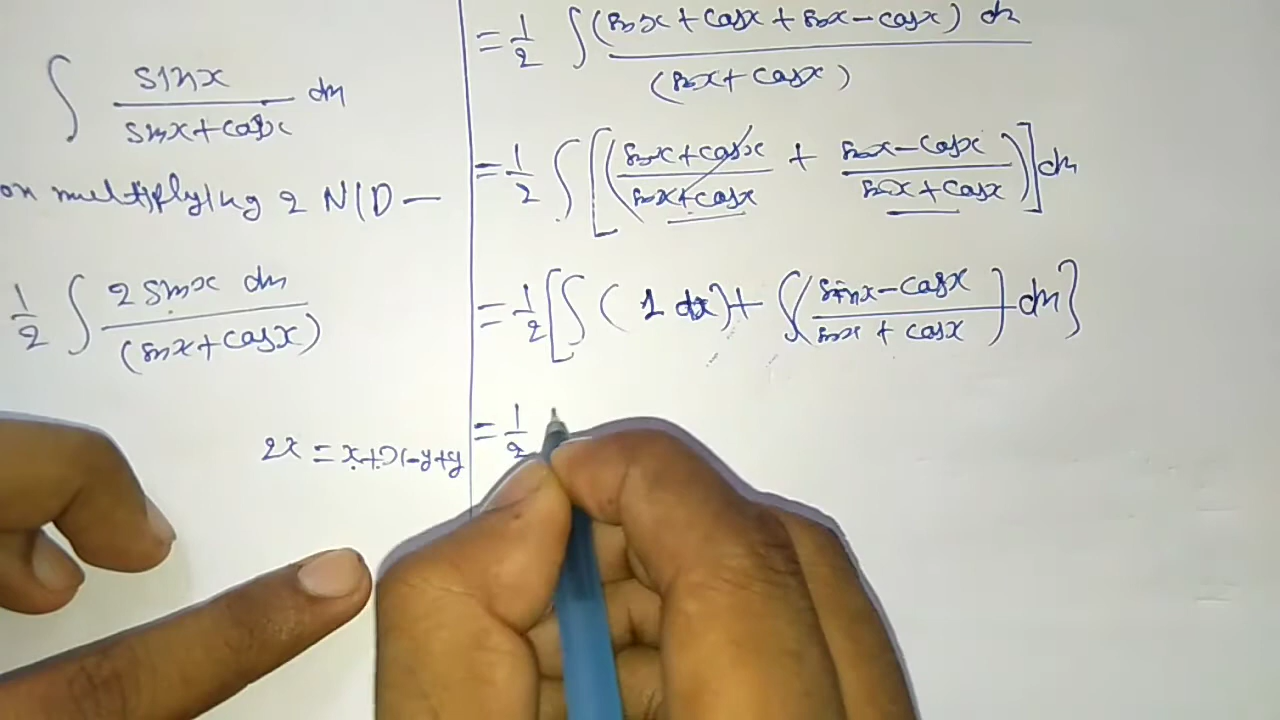 ∫ sinx / (sinx+cosx) dx
on multiplying 2 N/D —
1/2 ∫ 2 sinx dx / (sinx+cosx)
2x = x+x-y+y
= 1/2 ∫ (sinx + cosx + sinx - cosx) dx / (sinx + cosx)
= 1/2 ∫ [(sinx+cosx / sinx+cosx + sinx-cosx / sinx+cosx)] dx
= 1/2 [∫ (1 dx) + ∫ (sinx-cosx / sinx + cosx) dx}
= 1/2